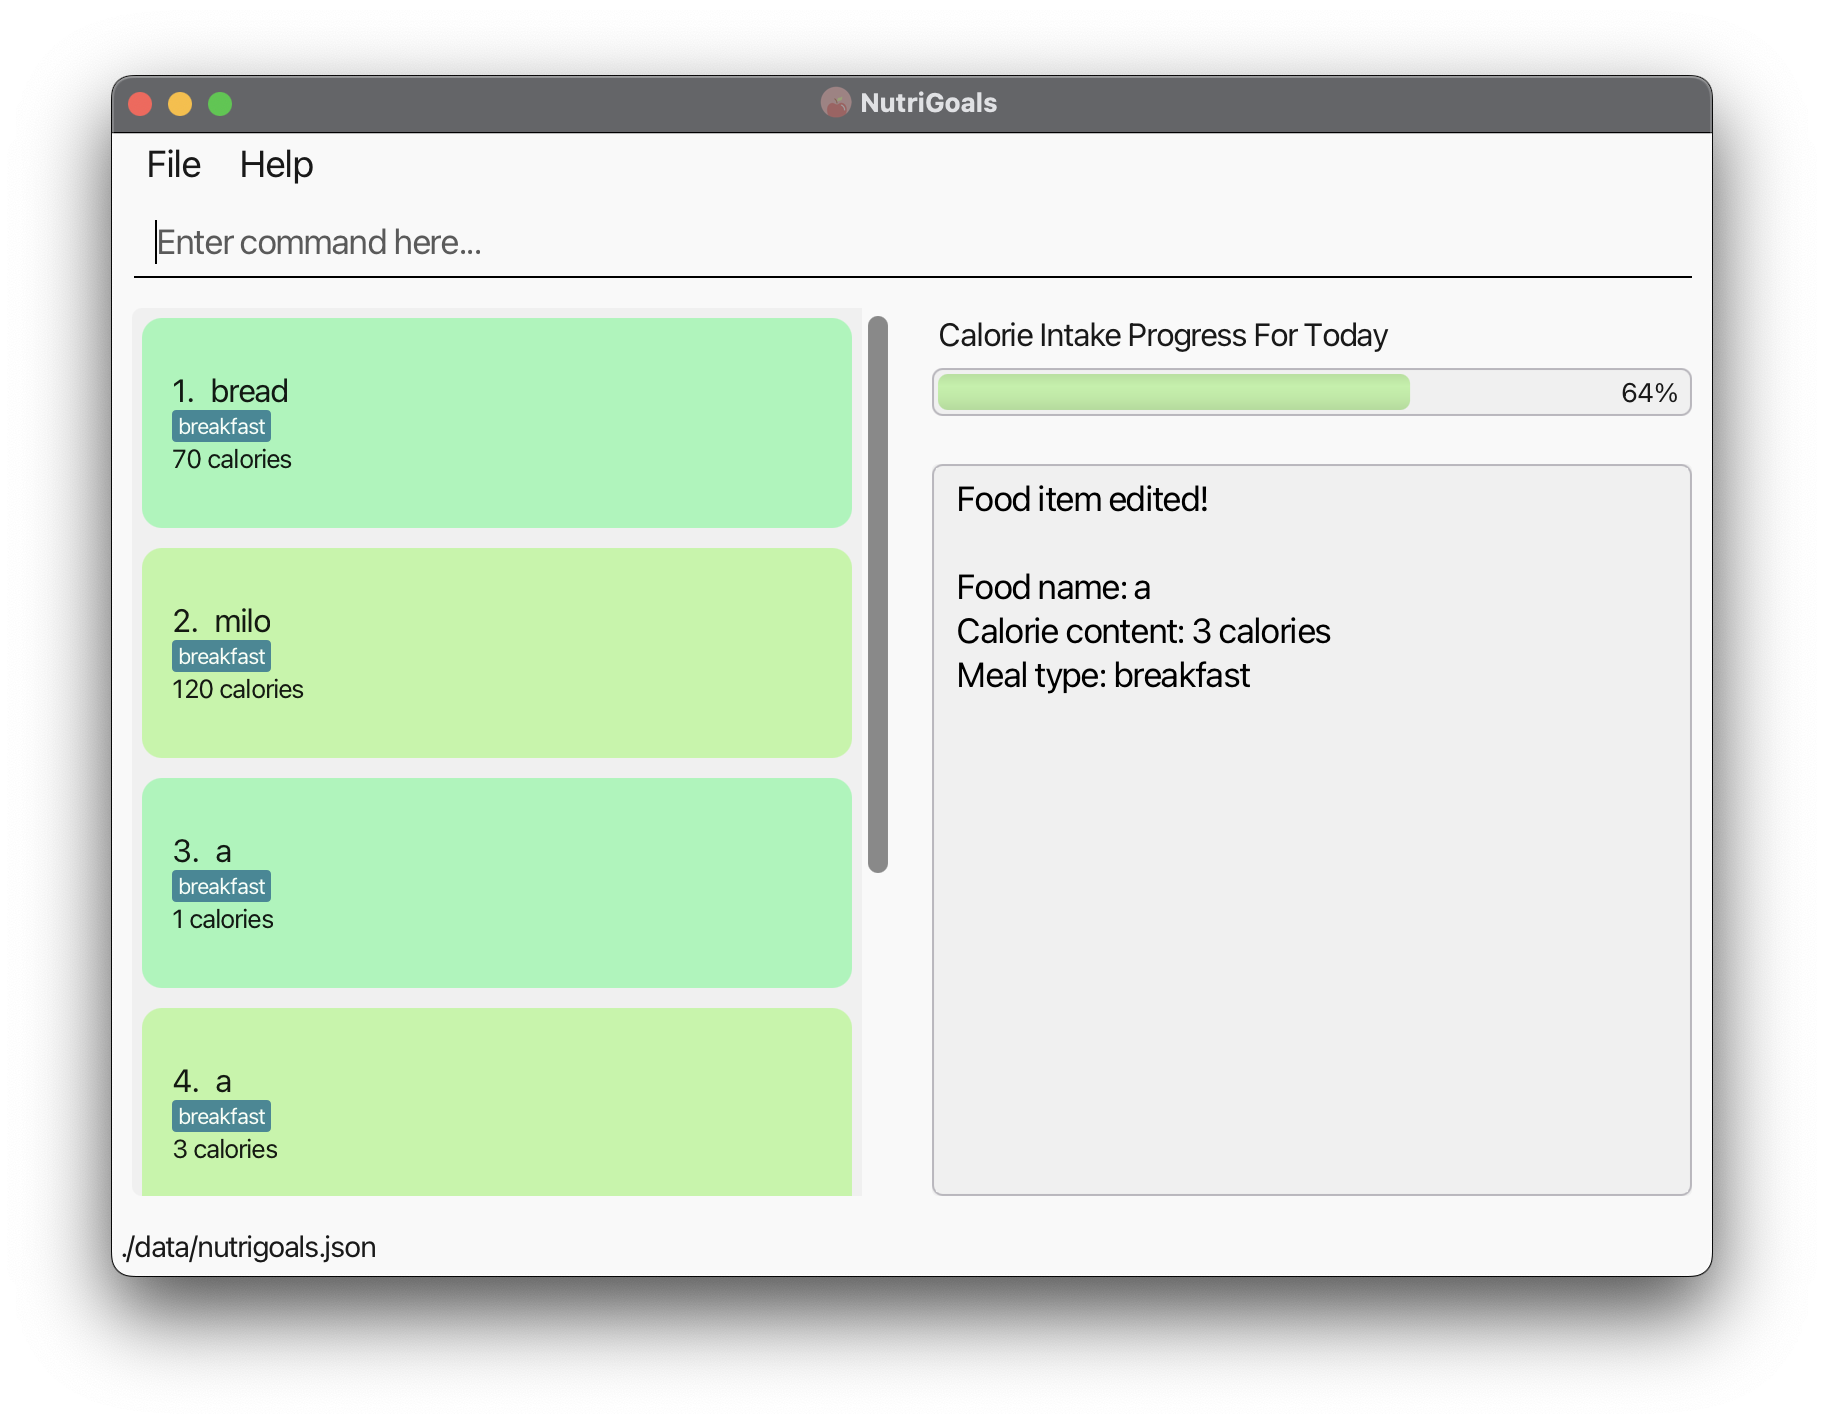 NutriGoals
File Help
Enter command here...
1. bread
breakfast
70 calories
2. milo
breakfast
120 calories
3. a
breakfast
1 calories
4. a
breakfast
3 calories
Calorie Intake Progress For Today
64%
Food item edited!
Food name: a
Calorie content: 3 calories
Meal type: breakfast
./data/nutrigoals.json